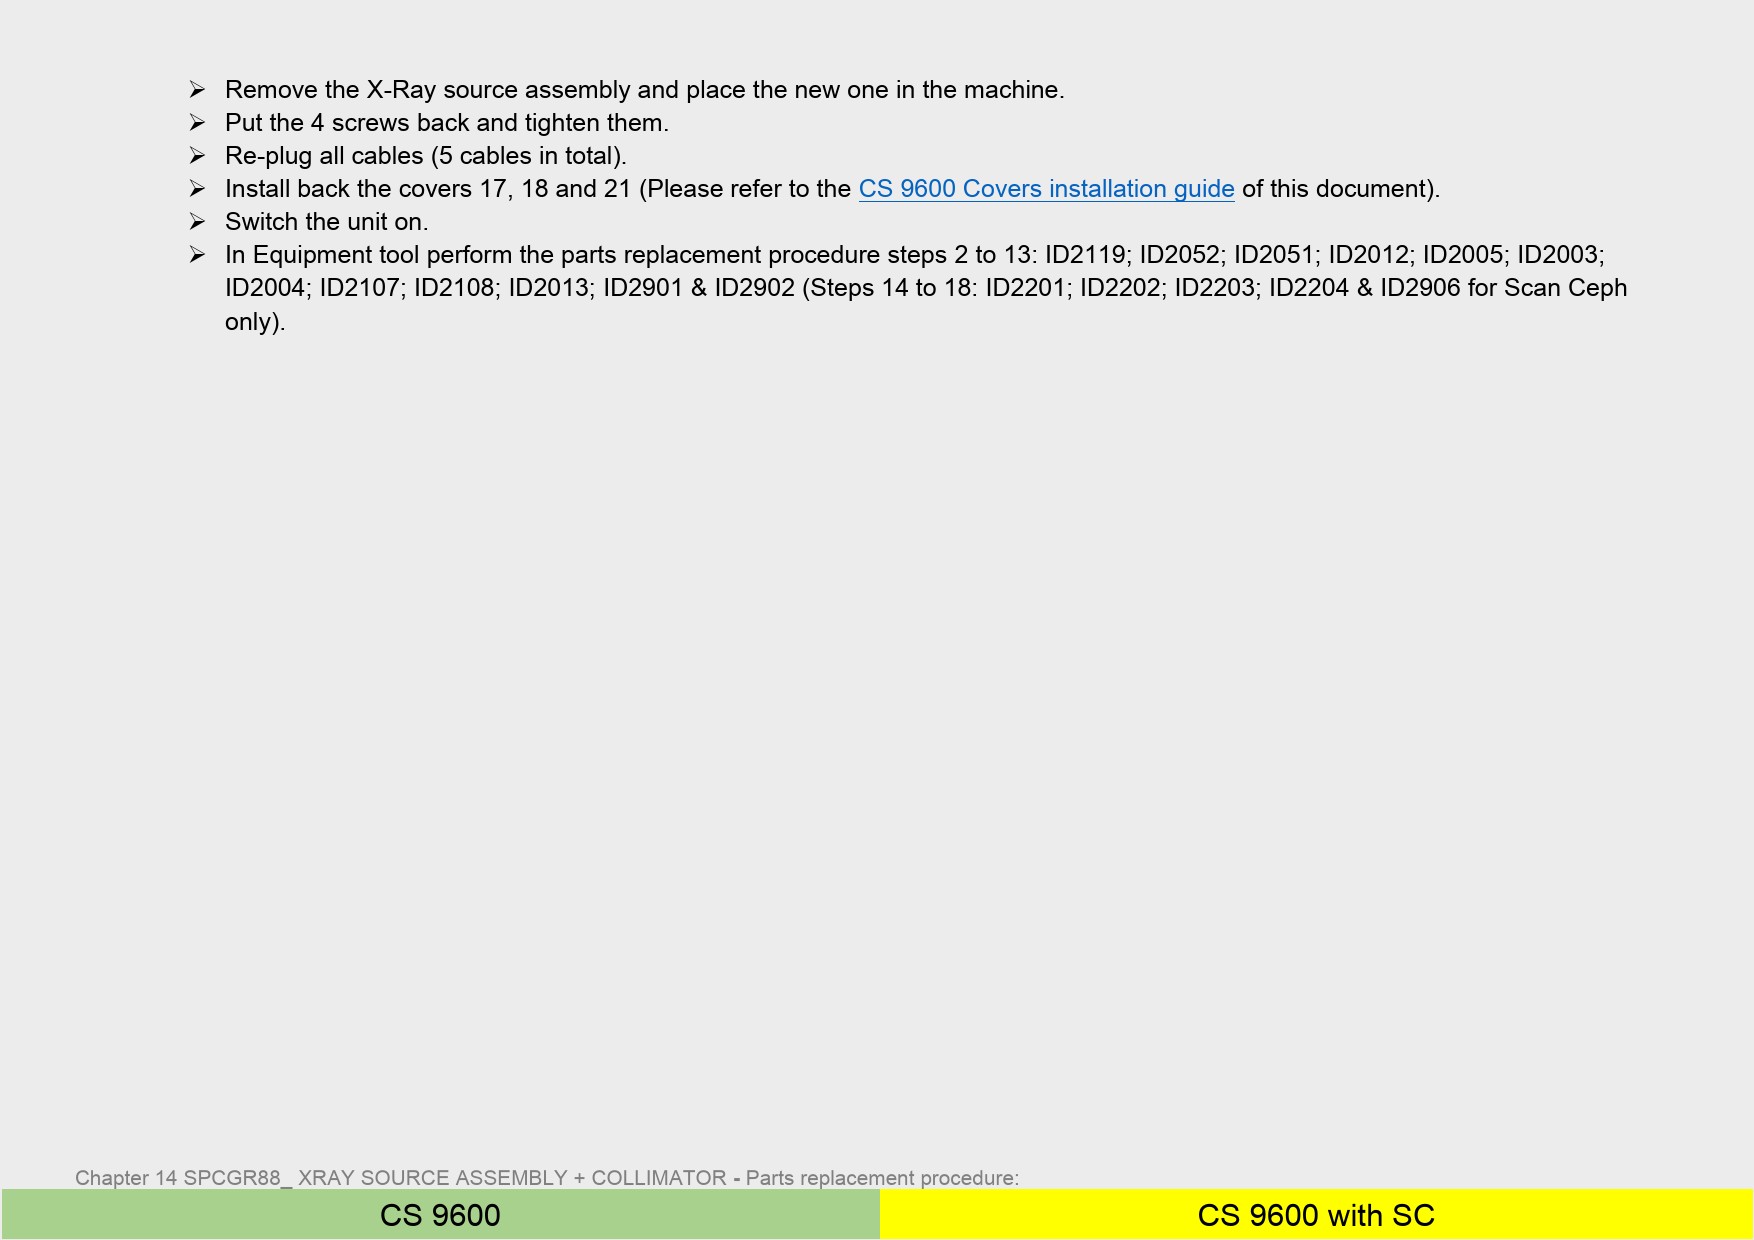 ➢ Remove the X-Ray source assembly and place the new one in the machine.
➢ Put the 4 screws back and tighten them.
➢ Re-plug all cables (5 cables in total).
➢ Install back the covers 17, 18 and 21 (Please refer to the CS 9600 Covers installation guide of this document).
➢ Switch the unit on.
➢ In Equipment tool perform the parts replacement procedure steps 2 to 13: ID2119; ID2052; ID2051; ID2012; ID2005; ID2003;
ID2004; ID2107; ID2108; ID2013; ID2901 & ID2902 (Steps 14 to 18: ID2201; ID2202; ID2203; ID2204 & ID2906 for Scan Ceph
only).
Chapter 14 SPCGR88_ XRAY SOURCE ASSEMBLY + COLLIMATOR - Parts replacement procedure:
CS 9600
CS 9600 with SC